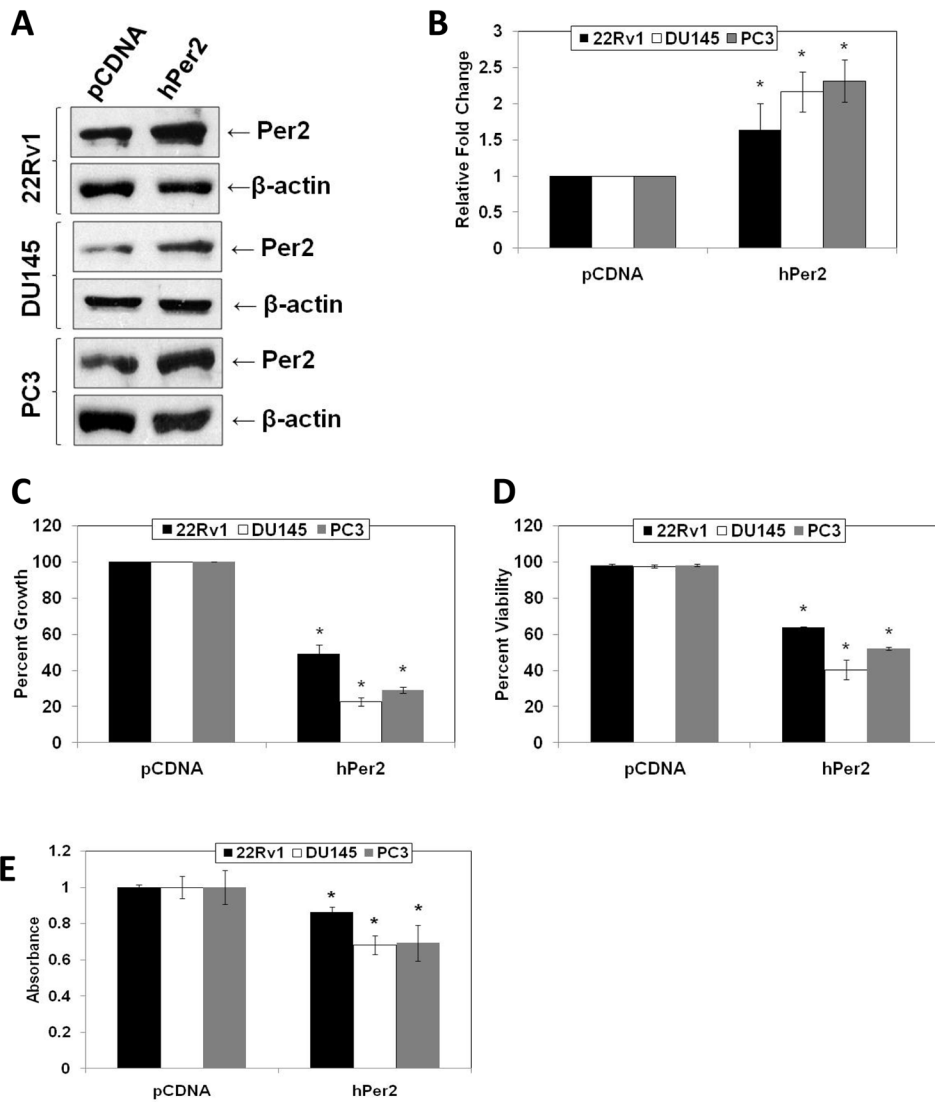 A
pCDNA
hPer2
22Rv1
← Per2
←β-actin
DU145
← Per2
← β-actin
PC3
← Per2
← β-actin
B
22Rv1 DU145 PC3
Relative Fold Change
3
2.5
2
1.5
1
0.5
0
* * *
pCDNA hPer2
C
22Rv1 DU145 PC3
Percent Growth
120
100
80
60
40
20
0
* * *
pCDNA hPer2
D
22Rv1 DU145 PC3
Percent Viability
120
100
80
60
40
20
0
* * *
pCDNA hPer2
E
22Rv1 DU145 PC3
Absorbance
1.2
1
0.8
0.6
0.4
0.2
0
* * *
pCDNA hPer2